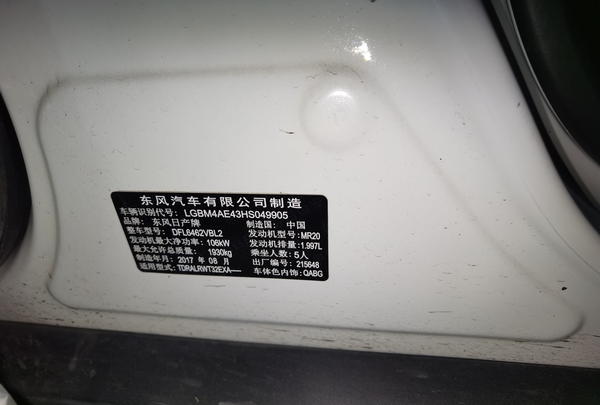 东风汽车有限公司制造
车辆识别代号: LGBM4AE43HS049905
品牌: 东风日产牌 制造国: 中国
整车型号: DFL6462VBL2 发动机型号: MR20
发动机最大净功率: 106kW 发动机排量: 1.997L
最大允许总质量: 1930kg 乘坐人数: 5人
制造年月: 2017 年 08 月 出厂编号: 215648
适用型式: TDRALRWT32EXA---- 车体色内饰: QABG